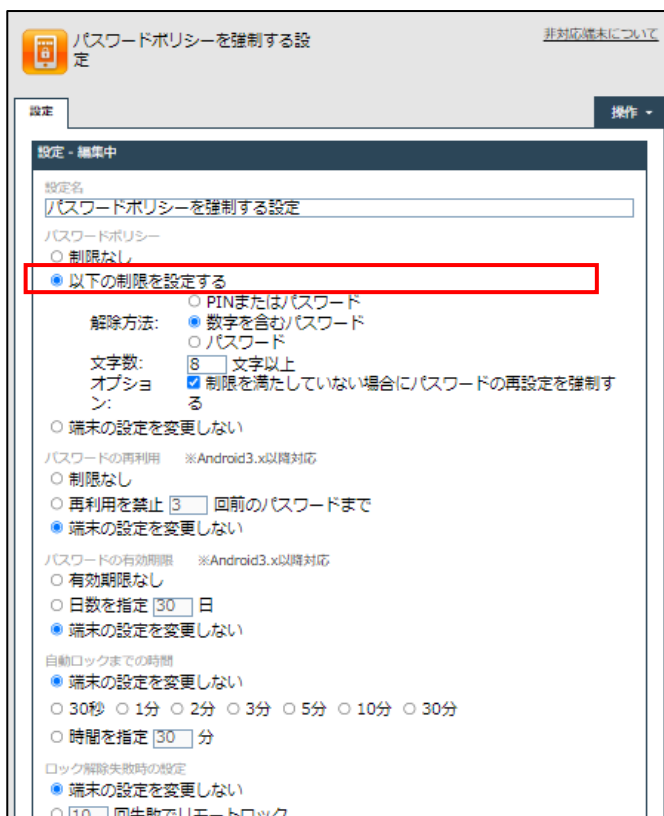 パスワードポリシーを強制する設
定
非対応端末について
設定
操作
設定 - 編集中
設定名
パスワードポリシーを強制する設定
パスワードポリシー
制限なし
以下の制限を設定する
PINまたはパスワード
解除方法: 数字を含むパスワード
パスワード
文字数: 8 文字以上
オプショ 制限を満たしていない場合にパスワードの再設定を強制す
ン: る
端末の設定を変更しない
パスワードの再利用 ※Android3.x以降対応
制限なし
再利用を禁止 3 回前のパスワードまで
端末の設定を変更しない
パスワードの有効期限 ※Android3.x以降対応
有効期限なし
日数を指定 30 日
端末の設定を変更しない
自動ロックまでの時間
端末の設定を変更しない
30秒 1分 2分 3分 5分 10分 30分
時間を指定 30 分
ロック解除失敗時の設定
端末の設定を変更しない
10 回失敗でリモートロック